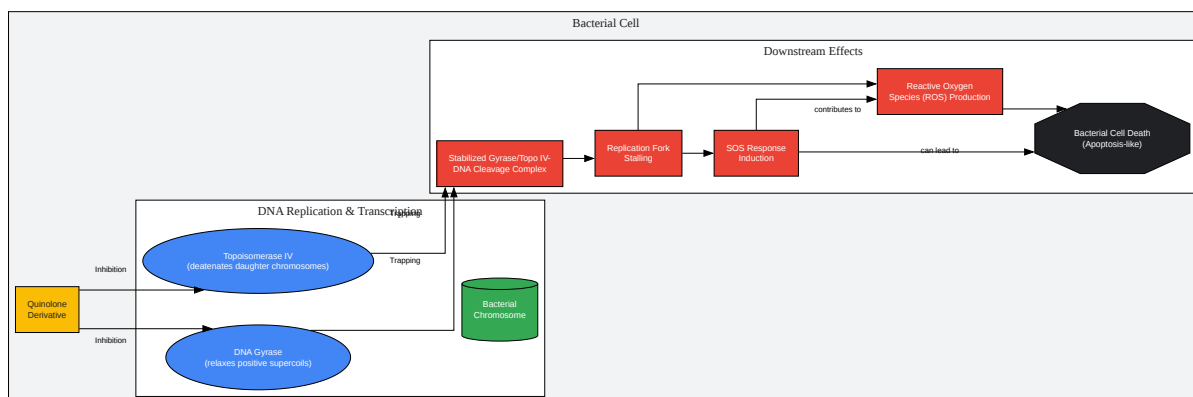 Bacterial Cell
Downstream Effects
Reactive Oxygen
Species (ROS) Production
contributes to
Bacterial Cell Death
(Apoptosis-like)
Stabilized Gyrase/Topo IV-
DNA Cleavage Complex
Replication Fork
Stalling
SOS Response
Induction
can lead to
DNA Replication & Transcription
Trapping
Topoisomerase IV
(deatenates daughter chromosomes)
Trapping
Inhibition
Quinolone
Derivative
Inhibition
Bacterial
Chromosome
DNA Gyrase
(relaxes positive supercoils)